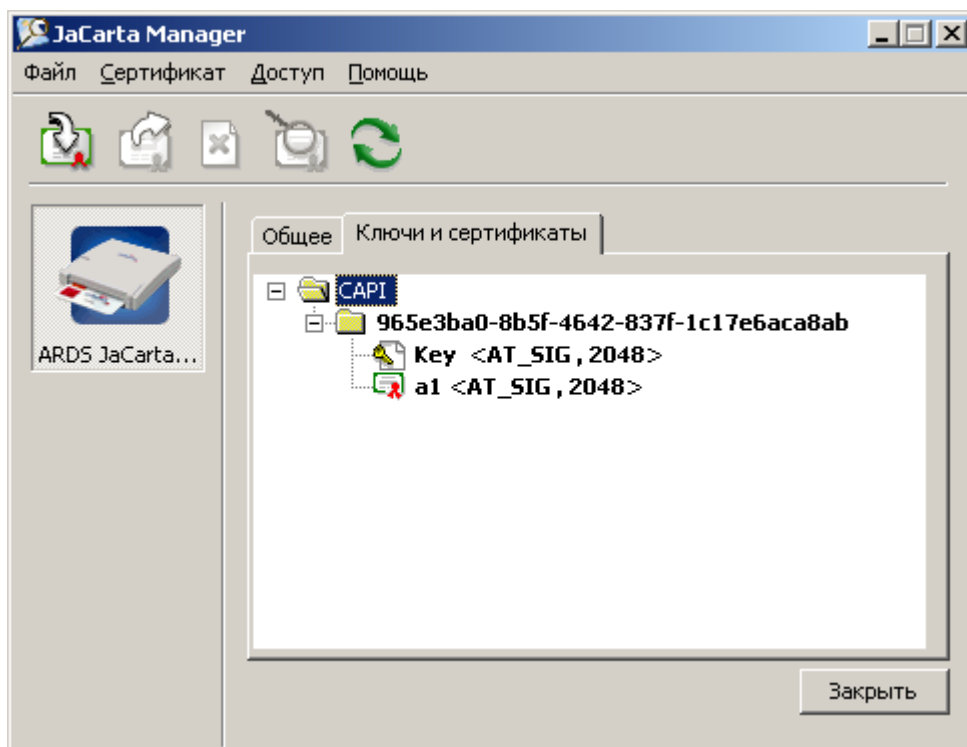 JaCarta Manager
Файл Сертификат Доступ Помощь
Общее Ключи и сертификаты
CAPI
965e3ba0-8b5f-4642-837f-1c17e6aca8ab
Key <AT_SIG, 2048>
a1 <AT_SIG, 2048>
ARDS JaCarta...
Закрыть